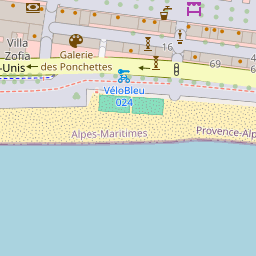 Villa
Zofia
-Unis
Galerie
des Ponchettes
16
69
VéloBleu
024
Alpes-Maritimes
Provence-Alp